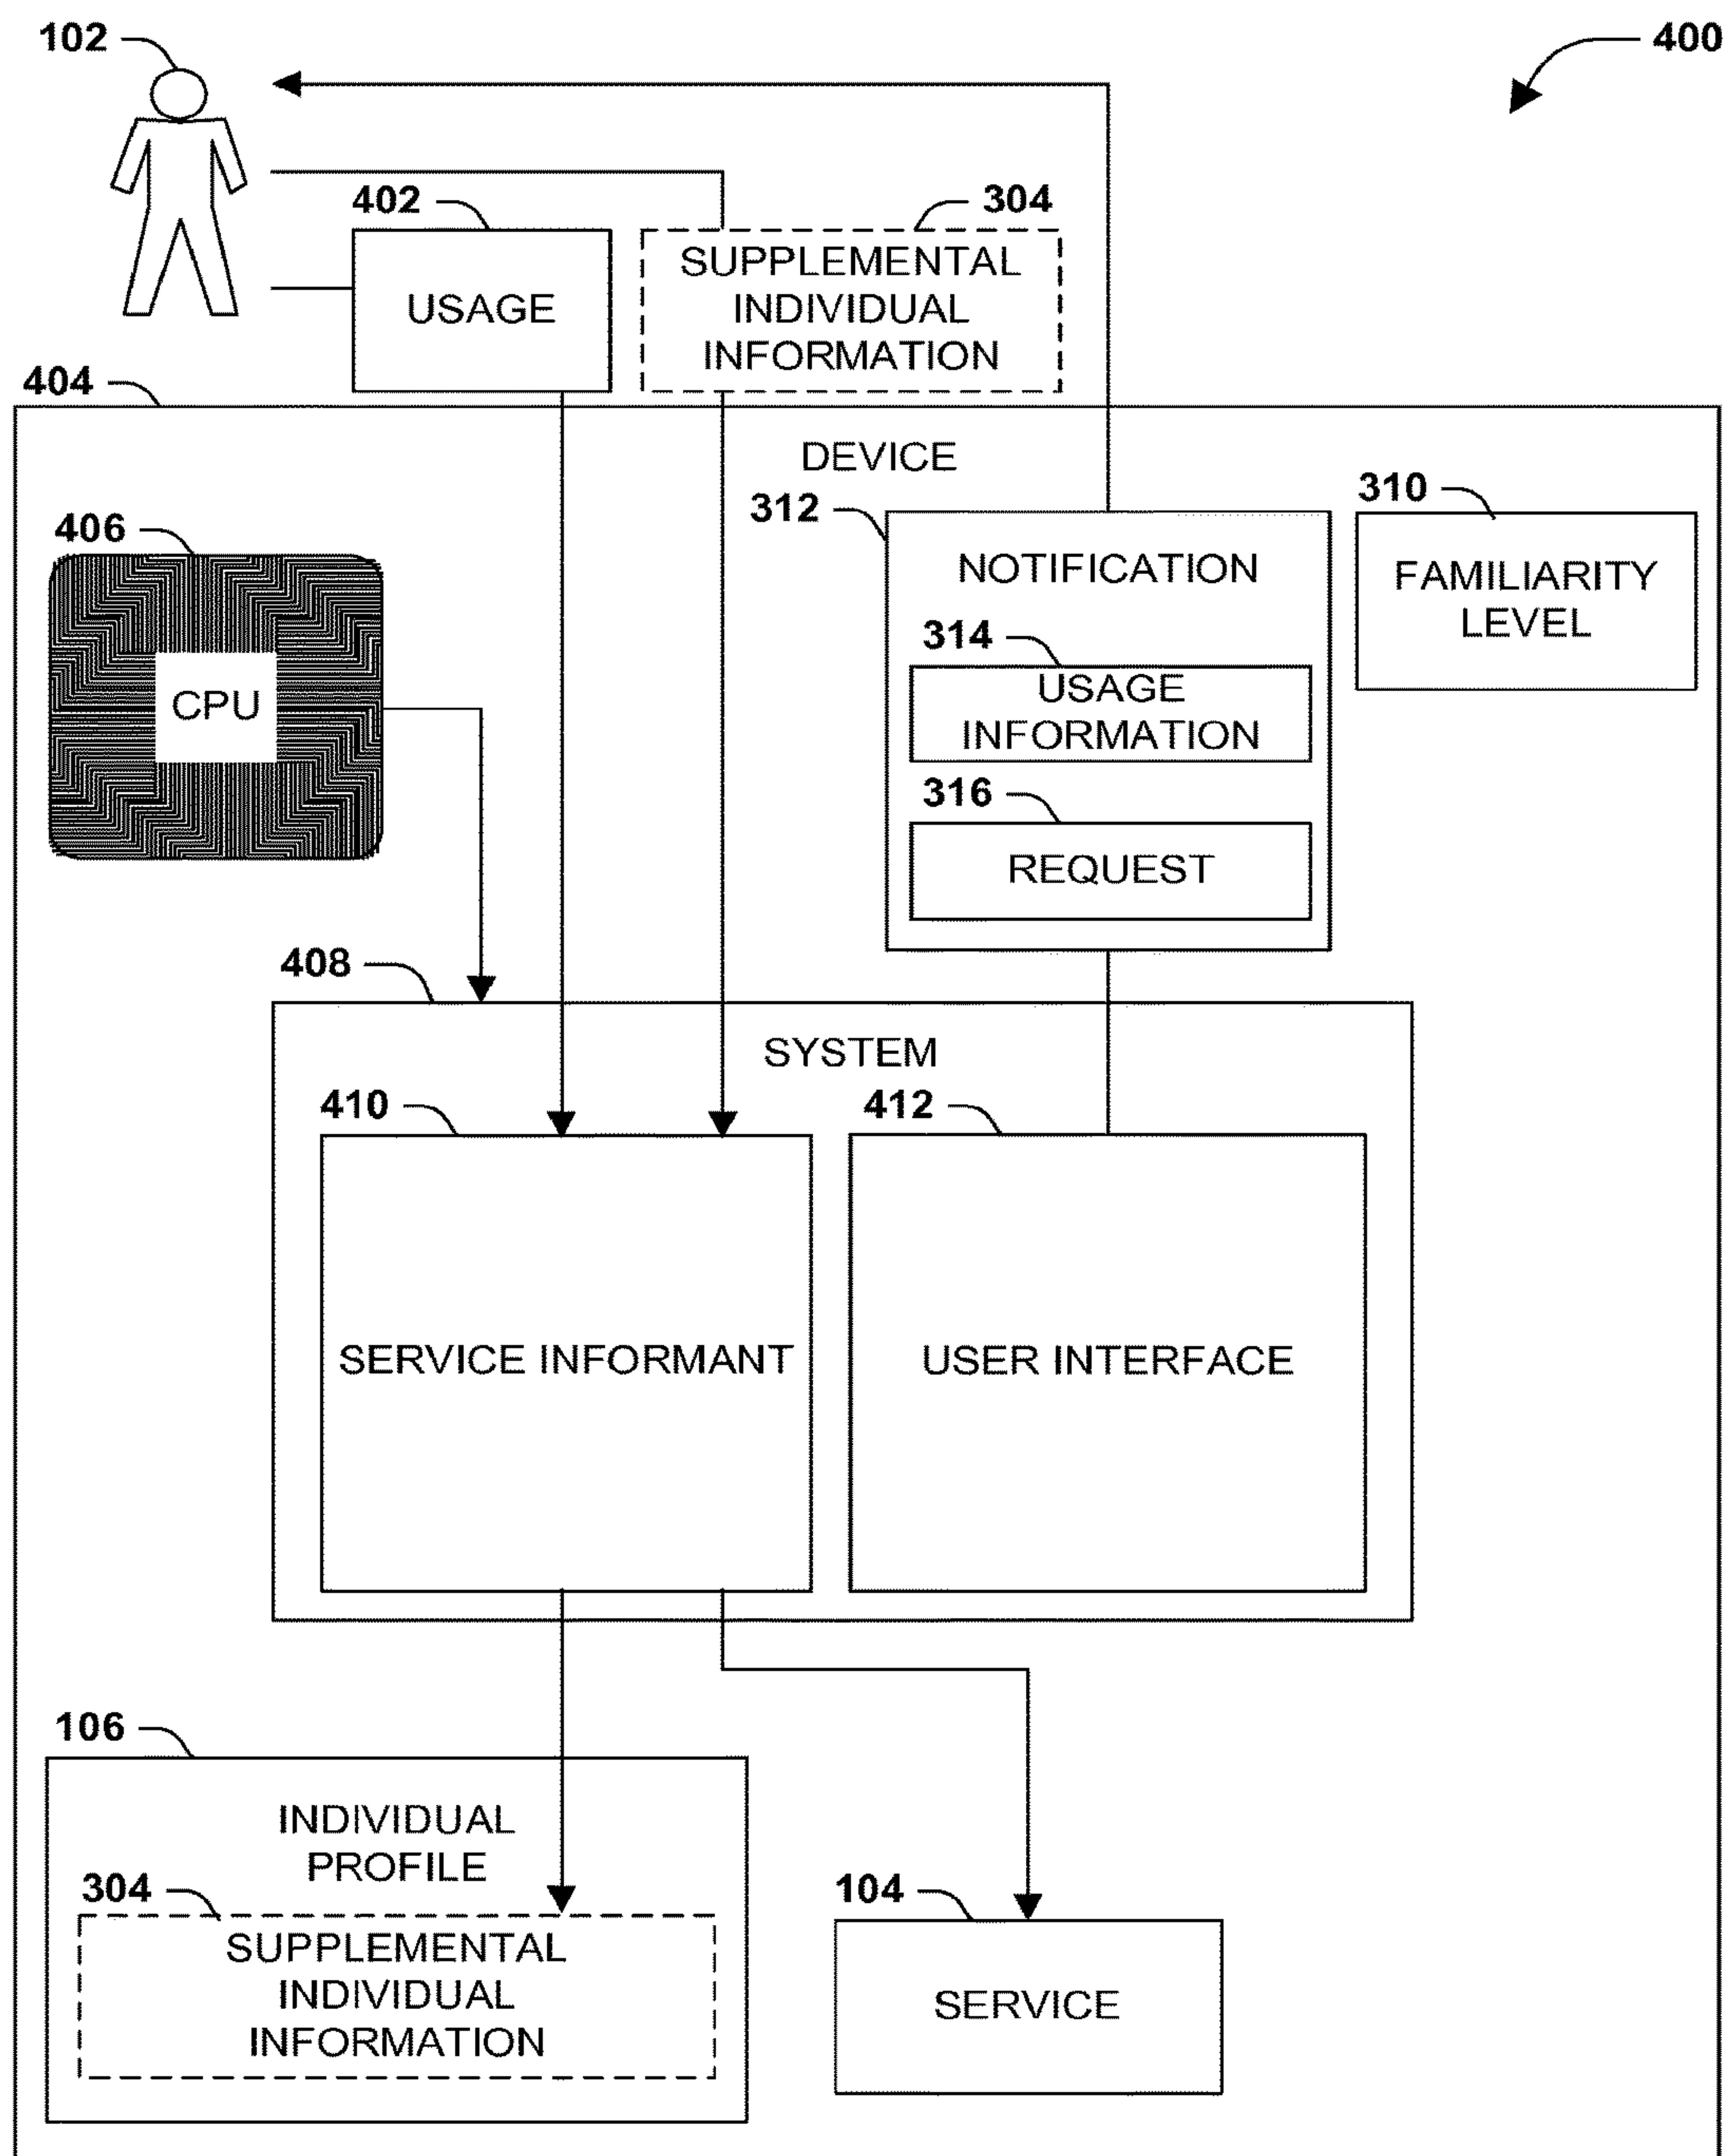 102
400
402
304
USAGE
SUPPLEMENTAL
INDIVIDUAL
INFORMATION
404
DEVICE
406
CPU
312
NOTIFICATION
314
USAGE
INFORMATION
316
REQUEST
310
FAMILIARITY
LEVEL
408
SYSTEM
410
SERVICE INFORMANT
412
USER INTERFACE
106
INDIVIDUAL
PROFILE
304
SUPPLEMENTAL
INDIVIDUAL
INFORMATION
104
SERVICE